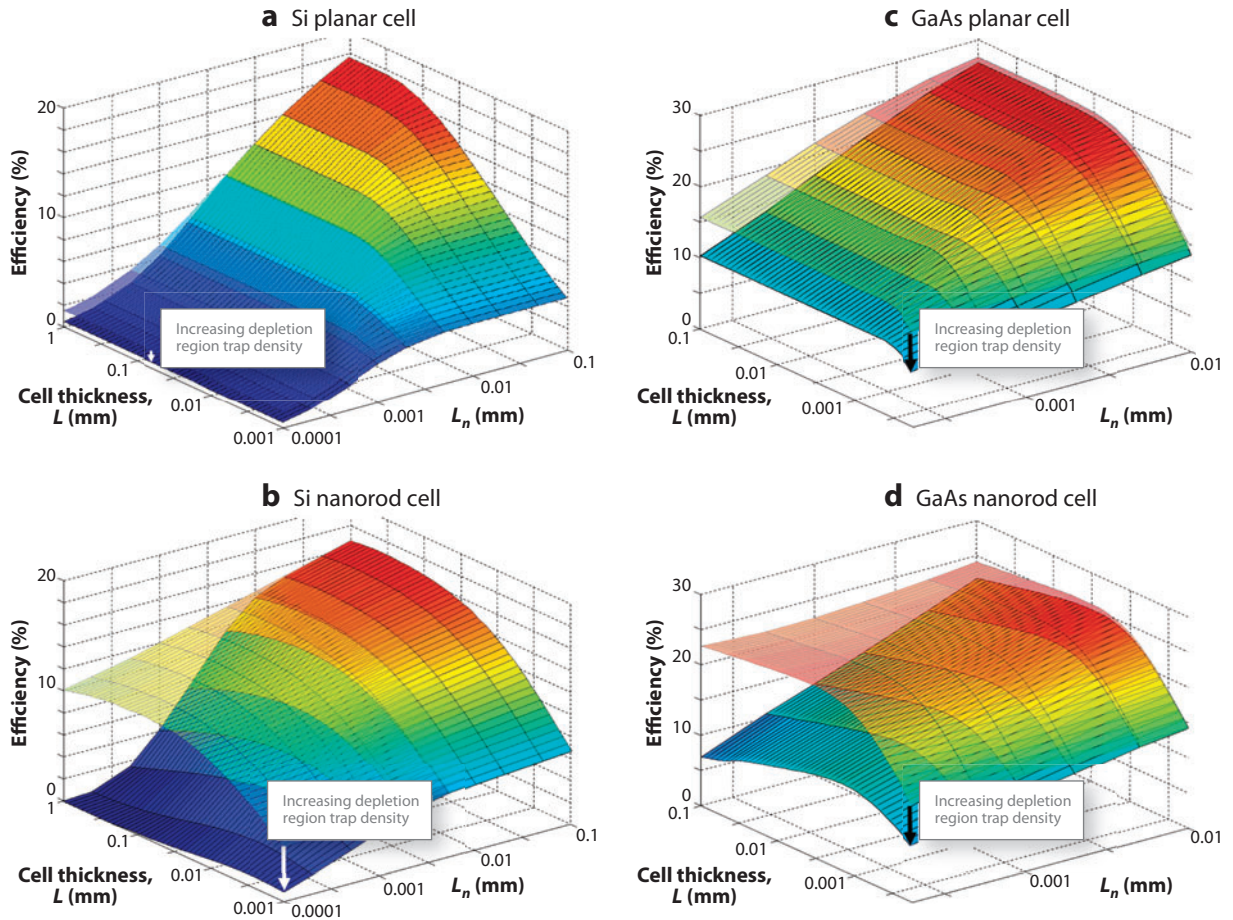 a Si planar cell
20
10
0
Efficiency (%)
1
0.1
0.01
0.001
Cell thickness,
L (mm)
0.0001
0.001
0.01
0.1
Ln (mm)
Increasing depletion
region trap density
c GaAs planar cell
30
20
10
0
Efficiency (%)
0.1
0.01
0.001
Cell thickness,
L (mm)
0.001
0.01
Ln (mm)
Increasing depletion
region trap density
b Si nanorod cell
20
10
0
Efficiency (%)
1
0.1
0.01
0.001
Cell thickness,
L (mm)
0.0001
0.001
0.01
0.1
Ln (mm)
Increasing depletion
region trap density
d GaAs nanorod cell
30
20
10
0
Efficiency (%)
0.1
0.01
0.001
Cell thickness,
L (mm)
0.001
0.01
Ln (mm)
Increasing depletion
region trap density